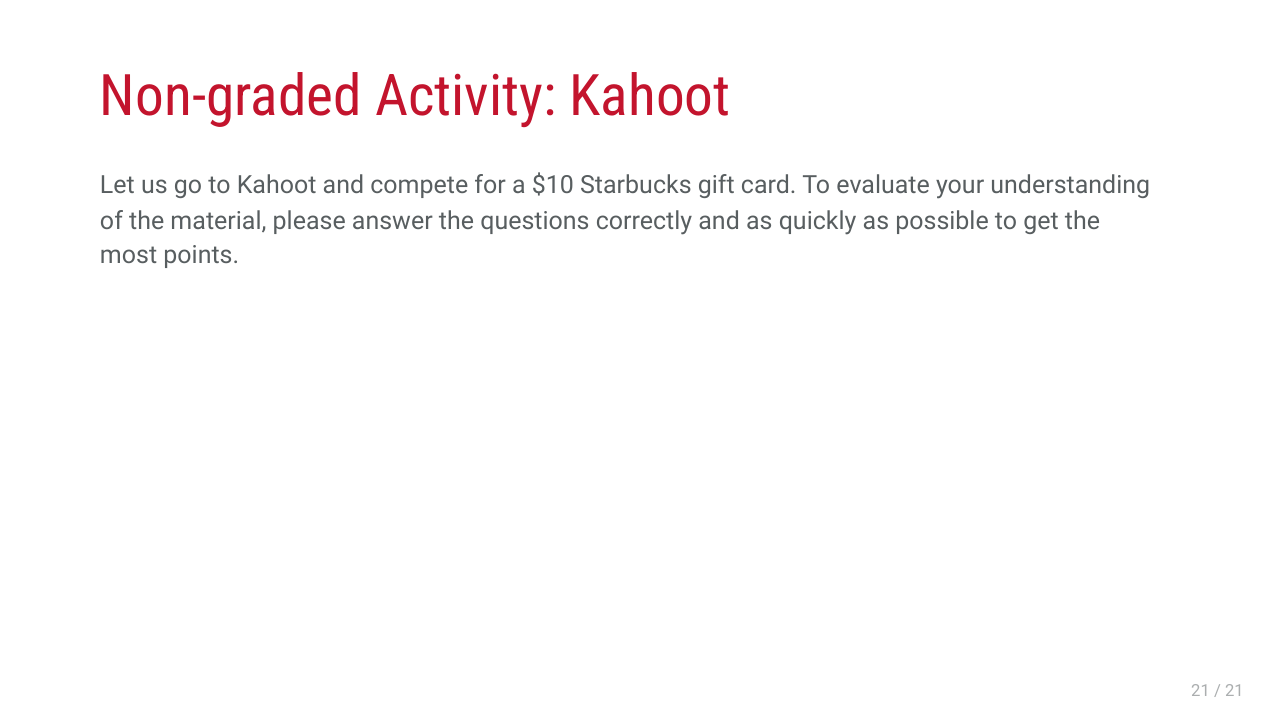 Non-graded Activity: Kahoot
Let us go to Kahoot and compete for a $10 Starbucks gift card. To evaluate your understanding
of the material, please answer the questions correctly and as quickly as possible to get the
most points.
21 / 21